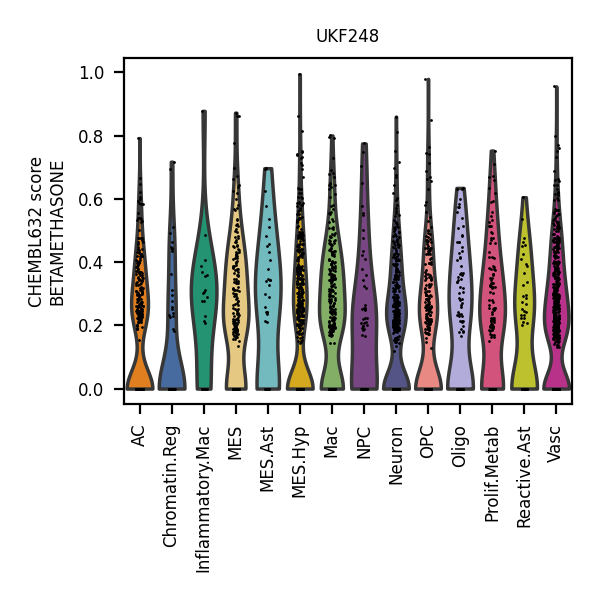 UKF248
CHEMBL632 score
BETAMETHASONE
1.0
0.8
0.6
0.4
0.2
0.0
AC
Chromatin.Reg
Inflammatory.Mac
MES
MES.Ast
MES.Hyp
Mac
NPC
Neuron
OPC
Oligo
Prolif.Metab
Reactive.Ast
Vasc